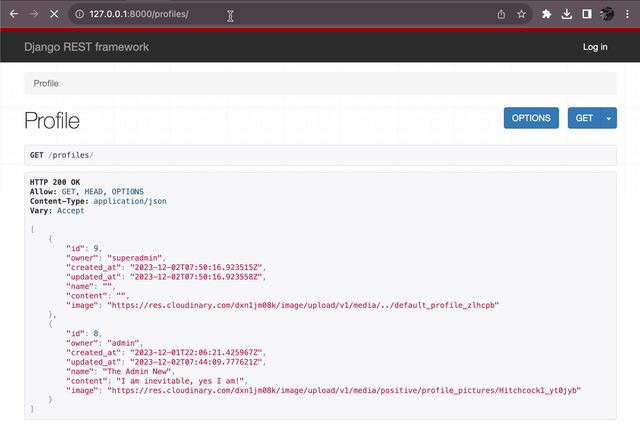 127.0.0.1:8000/profiles/
Django REST framework
Log in
Profile
Profile
OPTIONS
GET
GET /profiles/
HTTP 200 OK
Allow: GET, HEAD, OPTIONS
Content-Type: application/json
Vary: Accept
[
{
"id": 9,
"owner": "superadmin",
"created_at": "2023-12-02T07:50:16.923515Z",
"updated_at": "2023-12-02T07:50:16.923558Z",
"name": "",
"content": "",
"image": "https://res.cloudinary.com/dxn1jm08k/image/upload/v1/media/../default_profile_zlhcpb"
},
{
"id": 8,
"owner": "admin",
"created_at": "2023-12-01T22:06:21.425967Z",
"updated_at": "2023-12-02T07:44:09.777621Z",
"name": "The Admin New",
"content": "I am inevitable, yes I am!",
"image": "https://res.cloudinary.com/dxn1jm08k/image/upload/v1/media/positive/profile_pictures/Hitchcock1_yt0jyb"
}
]